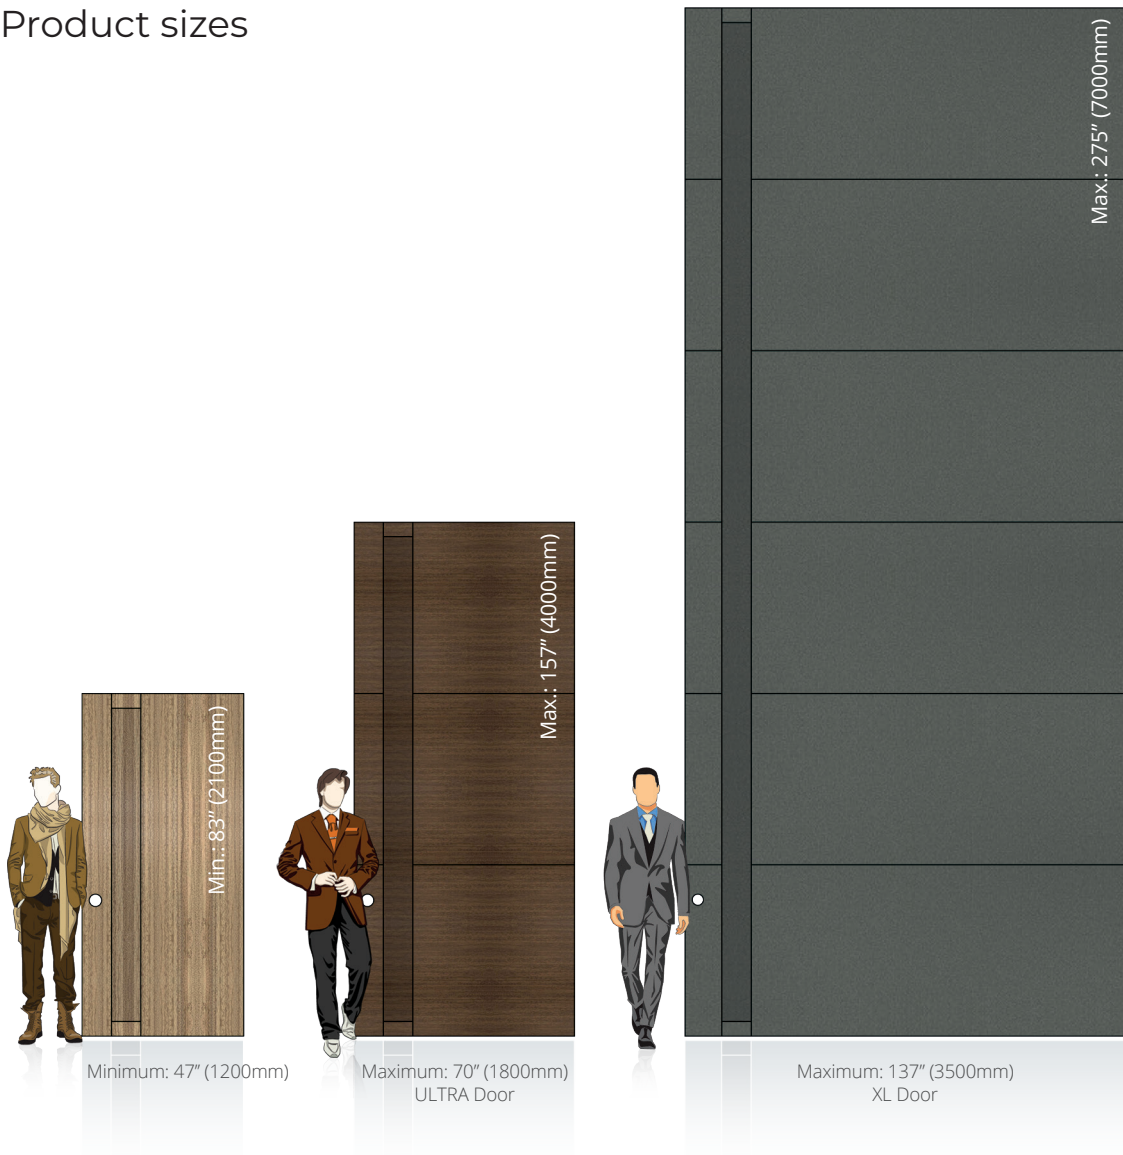 Product sizes
Max.: 275” (7000mm)
Max.: 157” (4000mm)
Min.: 83” (2100mm)
Minimum: 47” (1200mm)
Maximum: 70” (1800mm)
ULTRA Door
Maximum: 137” (3500mm)
XL Door